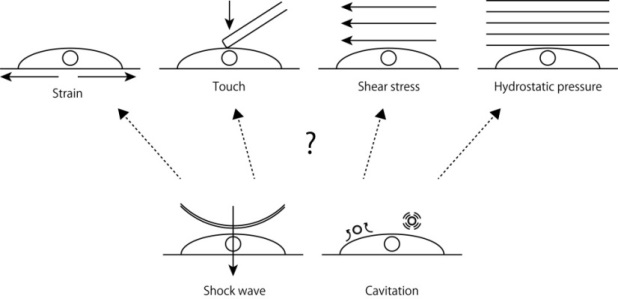 Strain
Touch
Shear stress
Hydrostatic pressure
?
Shock wave
Cavitation